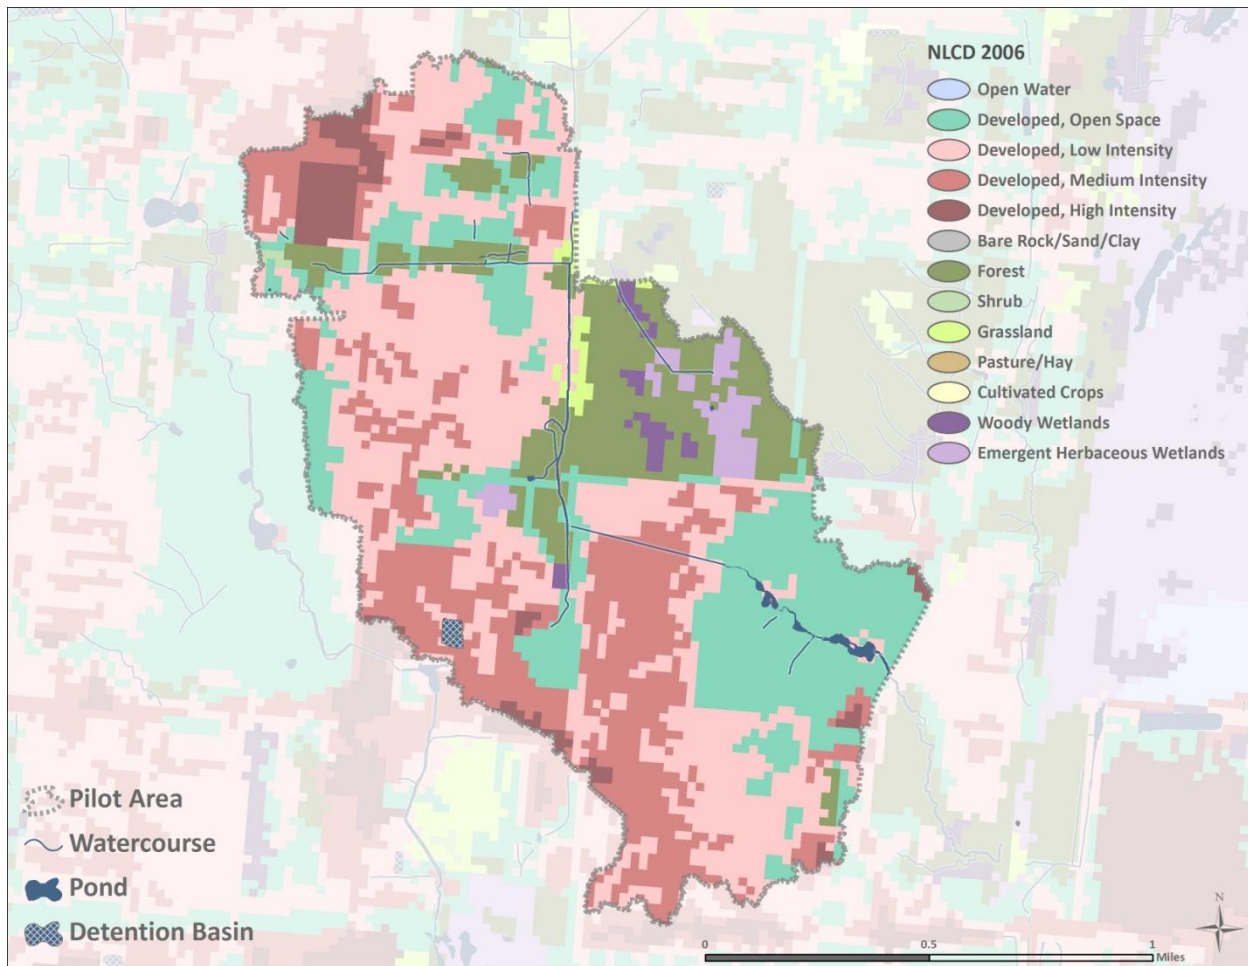 NLCD 2006
Open Water
Developed, Open Space
Developed, Low Intensity
Developed, Medium Intensity
Developed, High Intensity
Bare Rock/Sand/Clay
Forest
Shrub
Grassland
Pasture/Hay
Cultivated Crops
Woody Wetlands
Emergent Herbaceous Wetlands
Pilot Area
Watercourse
Pond
Detention Basin
N
0 0.5 1
Miles